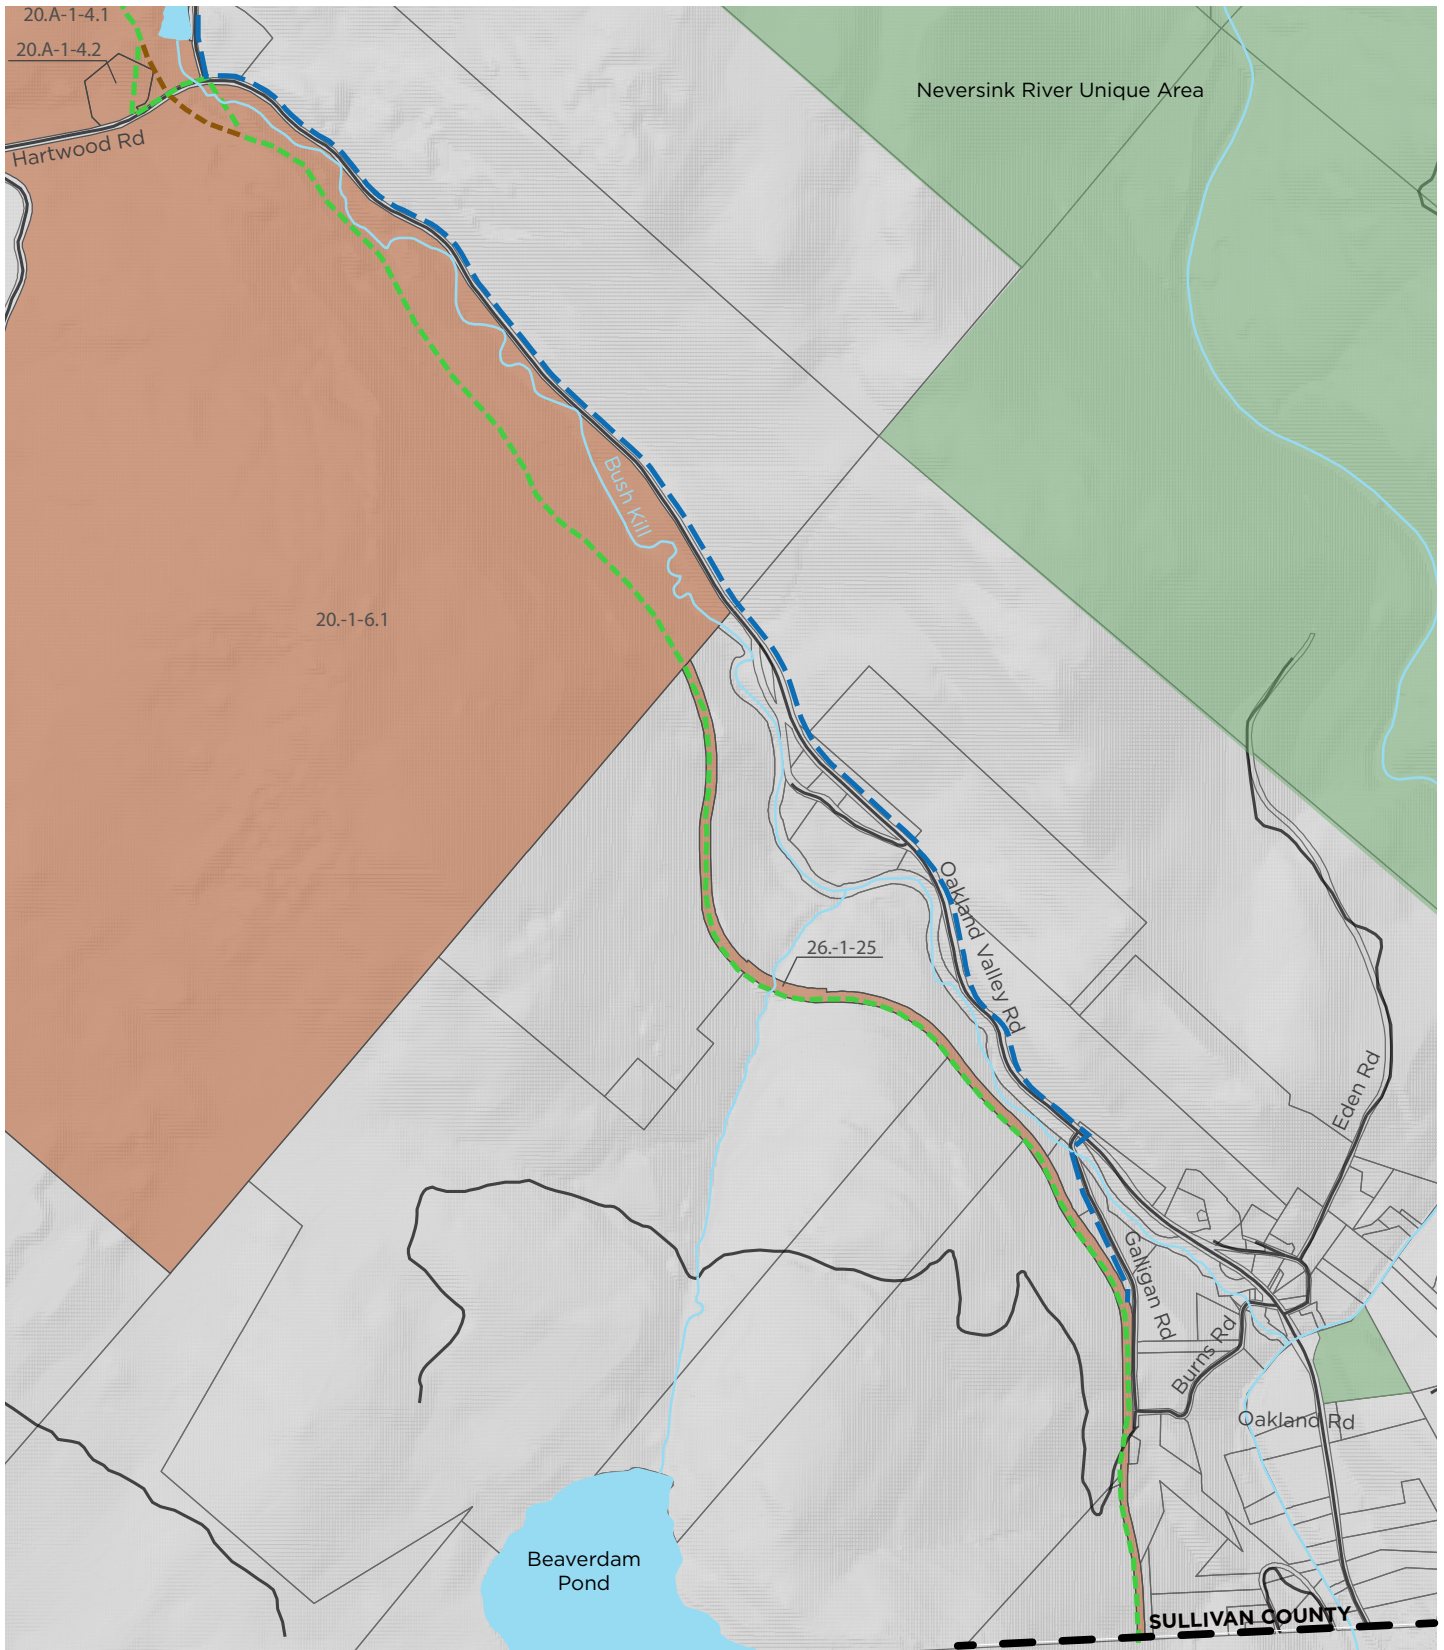 20.A-1-4.1
20.A-1-4.2
Neversink River Unique Area
Hartwood Rd
Bush Kill
20.-1-6.1
Oakland Valley Rd
26.-1-25
Eden Rd
Galligan Rd
Burns Rd
Oakland Rd
Beaverdam
Pond
SULLIVAN COUNTY